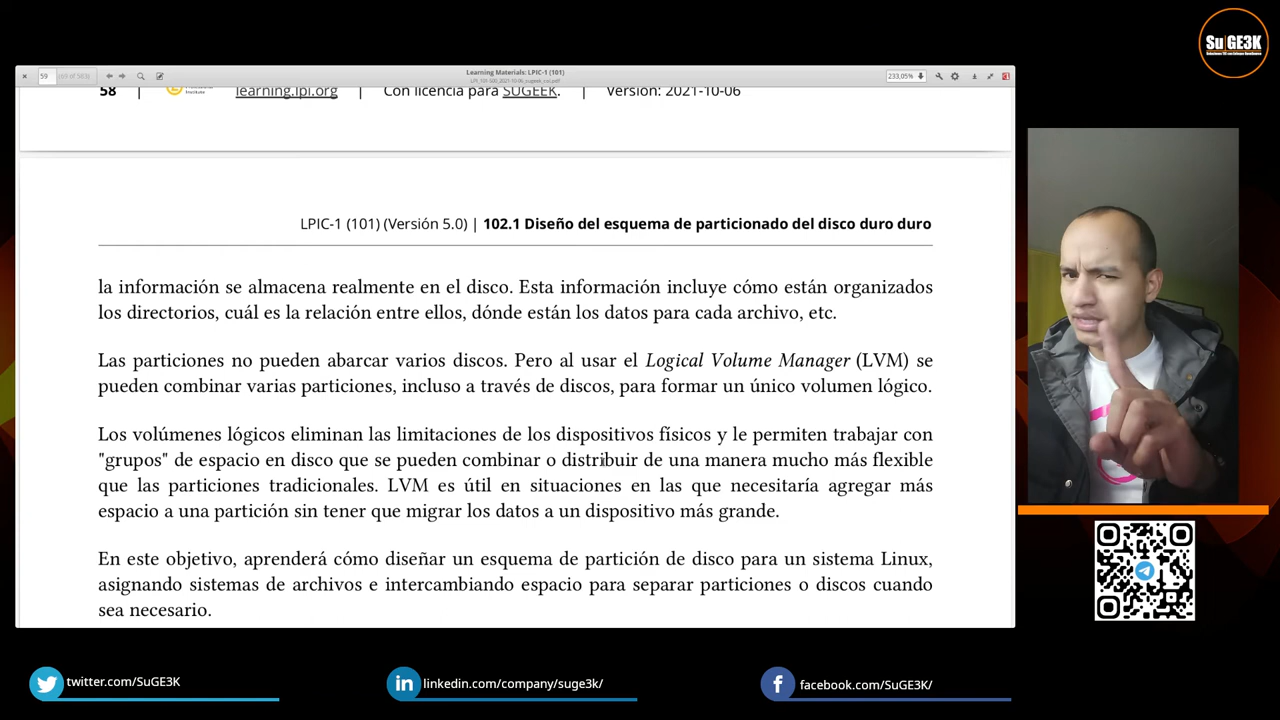 Su GE3K
59
(69 of 583)
Learning Materials: LPIC-1 (101)
233,05%
58 | learning.lpi.org | Con licencia para SUGEEK. | Version: 2021-10-06
LPIC-1 (101) (Versión 5.0) | 102.1 Diseño del esquema de particionado del disco duro duro
la información se almacena realmente en el disco. Esta información incluye cómo están organizados
los directorios, cuál es la relación entre ellos, dónde están los datos para cada archivo, etc.
Las particiones no pueden abarcar varios discos. Pero al usar el Logical Volume Manager (LVM) se
pueden combinar varias particiones, incluso a través de discos, para formar un único volumen lógico.
Los volúmenes lógicos eliminan las limitaciones de los dispositivos físicos y le permiten trabajar con
"grupos" de espacio en disco que se pueden combinar o distribuir de una manera mucho más flexible
que las particiones tradicionales. LVM es útil en situaciones en las que necesitaría agregar más
espacio a una partición sin tener que migrar los datos a un dispositivo más grande.
En este objetivo, aprenderá cómo diseñar un esquema de partición de disco para un sistema Linux,
asignando sistemas de archivos e intercambiando espacio para separar particiones o discos cuando
sea necesario.
twitter.com/SuGE3K
in linkedin.com/company/suge3k/
f facebook.com/SuGE3K/